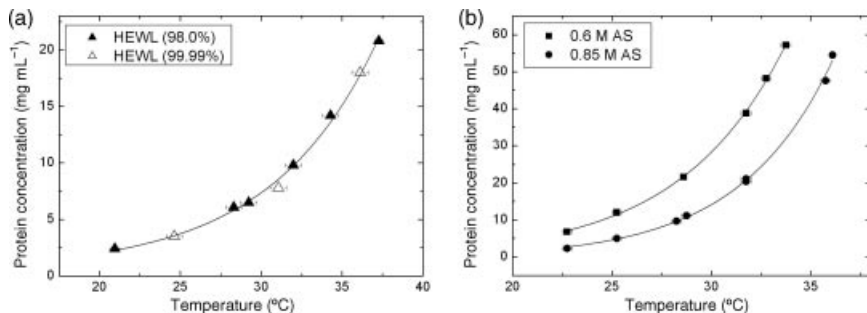 (a)
HEWL (98.0%)
HEWL (99.99%)
Protein concentration (mg mL⁻¹)
20
15
10
5
0
20 25 30 35 40
Temperature (ºC)
(b)
0.6 M AS
0.85 M AS
Protein concentration (mg mL⁻¹)
60
50
40
30
20
10
0
20 25 30 35
Temperature (ºC)